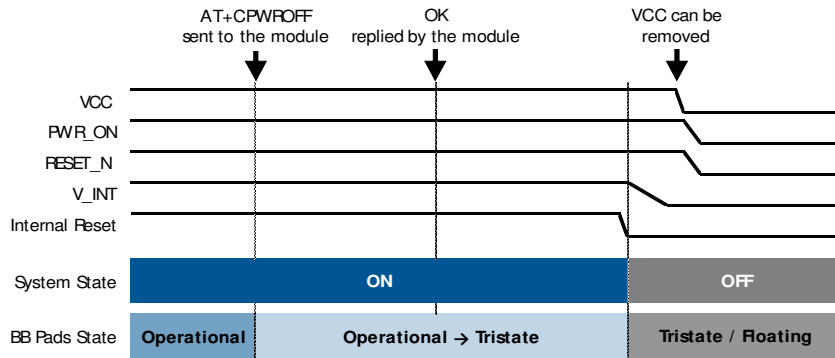 AT+CPWROFF
sent to the module
OK
replied by the module
VCC can be
removed
VCC
PWR_ON
RESET_N
V_INT
Internal Reset
System State
ON
OFF
BB Pads State
Operational
Operational → Tristate
Tristate / Floating